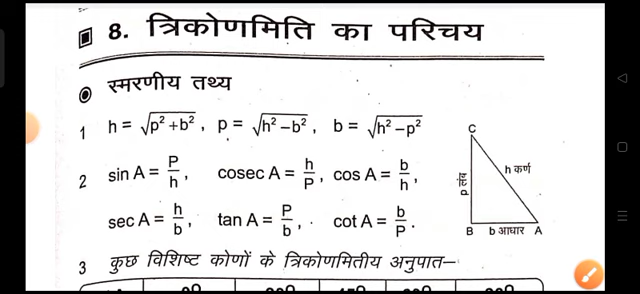 8. त्रिकोणमिति का परिचय
स्मरणीय तथ्य
1 h = √p² + b² , p = √h² – b² , b = √h² – p²
2 sin A = P/h , cosec A = h/P , cos A = b/h ,
sec A = h/b , tan A = P/b , . cot A = b/P .
C
p लंब
h कर्ण
B b आधार A
3 कुछ विशिष्ट कोणों के त्रिकोणमितीय अनुपात–